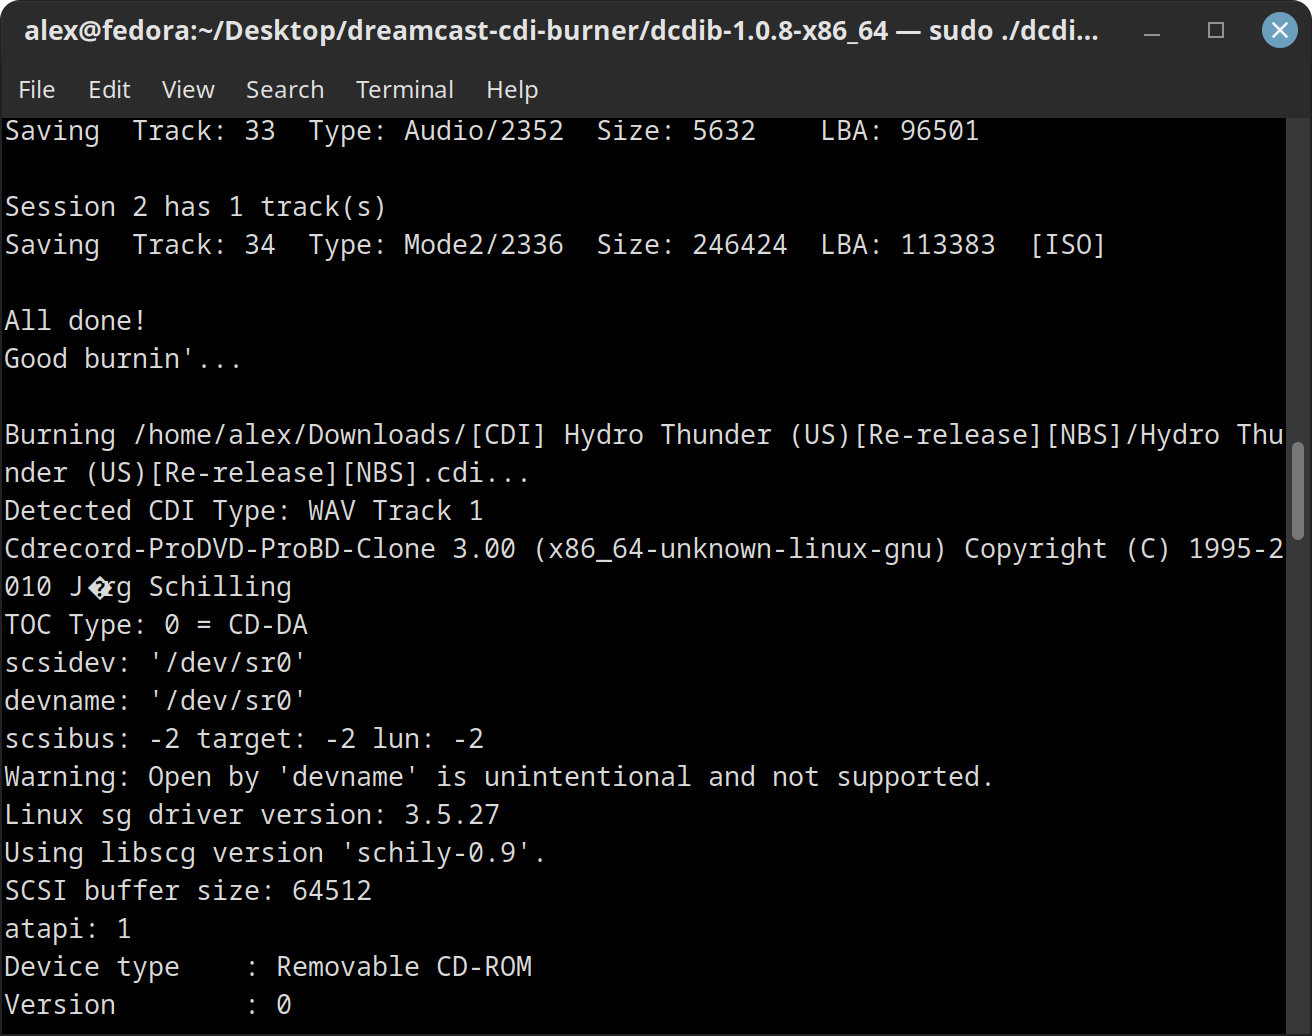 alex@fedora:~/Desktop/dreamcast-cdi-burner/dcdib-1.0.8-x86_64 — sudo ./dcdi...
File Edit View Search Terminal Help
Saving  Track: 33  Type: Audio/2352  Size: 5632    LBA: 96501
Session 2 has 1 track(s)
Saving  Track: 34  Type: Mode2/2336  Size: 246424  LBA: 113383  [ISO]
All done!
Good burnin'...
Burning /home/alex/Downloads/[CDI] Hydro Thunder (US)[Re-release][NBS]/Hydro Thu
nder (US)[Re-release][NBS].cdi...
Detected CDI Type: WAV Track 1
Cdrecord-ProDVD-ProBD-Clone 3.00 (x86_64-unknown-linux-gnu) Copyright (C) 1995-2
010 J�rg Schilling
TOC Type: 0 = CD-DA
scsidev: '/dev/sr0'
devname: '/dev/sr0'
scsibus: -2 target: -2 lun: -2
Warning: Open by 'devname' is unintentional and not supported.
Linux sg driver version: 3.5.27
Using libscg version 'schily-0.9'.
SCSI buffer size: 64512
atapi: 1
Device type    : Removable CD-ROM
Version        : 0